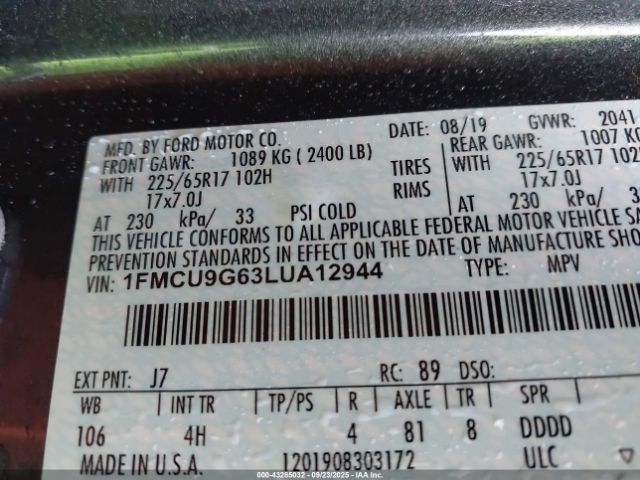 MFD. BY FORD MOTOR CO. DATE: 08/19 GVWR: 2041
FRONT GAWR: 1089 KG ( 2400 LB) REAR GAWR: 1007 KG
WITH 225/65R17 102H TIRES WITH 225/65R17 102
17x7.0J RIMS 17x7.0J
AT 230 kPa/ 33 PSI COLD AT 230 kPa/ 33
THIS VEHICLE CONFORMS TO ALL APPLICABLE FEDERAL MOTOR VEHICLE SA
PREVENTION STANDARDS IN EFFECT ON THE DATE OF MANUFACTURE SHO
VIN: 1FMCU9G63LUA12944 TYPE: MPV
EXT PNT: J7 RC: 89 DSO:
WB INT TR TP/PS R AXLE TR SPR
106 4H 4 81 8 DDDD
MADE IN U.S.A. 1201908303172 ULC
000-43285032 - 09/23/2025 - IAA Inc.